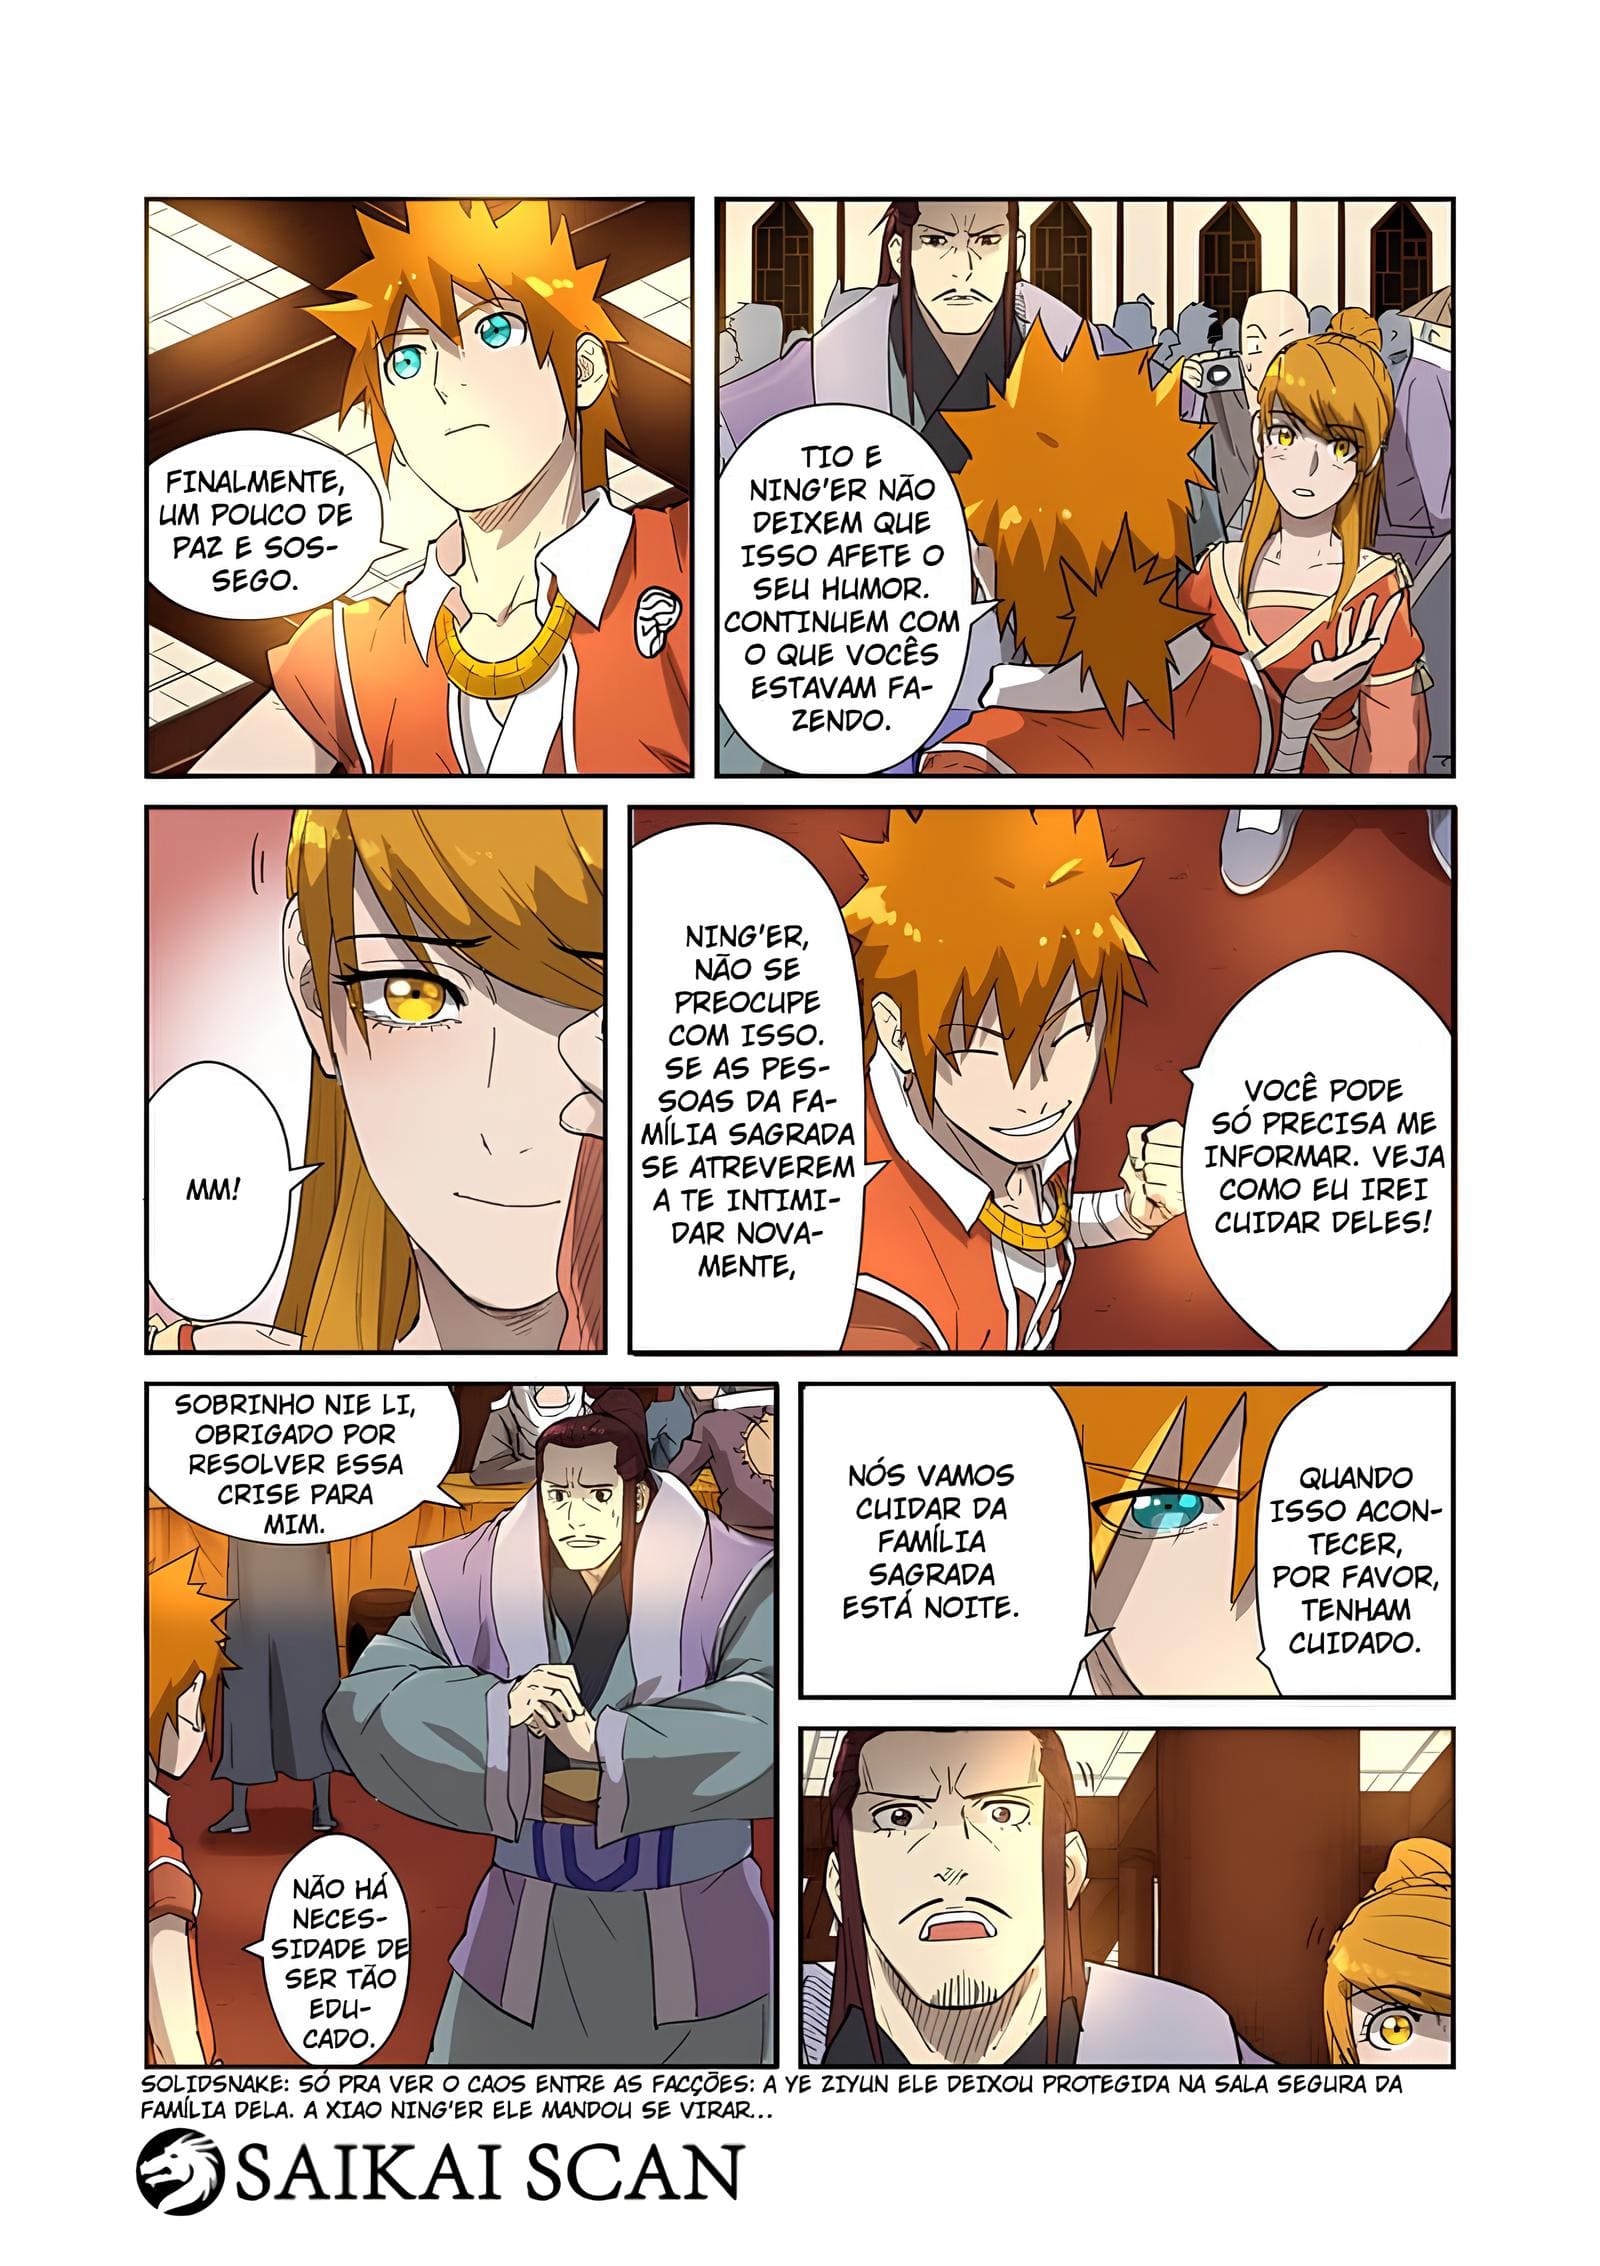 FINALMENTE,
UM POUCO DE
PAZ E SOS-
SEGO.
TIO E
NING'ER NÃO
DEIXEM QUE
ISSO AFETE O
SEU HUMOR.
CONTINUEM COM
O QUE VOCÊS
ESTAVAM FA-
ZENDO.
MM!
NING'ER,
NÃO SE
PREOCUPE
COM ISSO.
SE AS PES-
SOAS DA FA-
MÍLIA SAGRADA
SE ATREVEREM
A TE INTIMI-
DAR NOVA-
MENTE,
VOCÊ PODE
SÓ PRECISA ME
INFORMAR. VEJA
COMO EU IREI
CUIDAR DELES!
SOBRINHO NIE LI,
OBRIGADO POR
RESOLVER ESSA
CRISE PARA
MIM.
NÃO HÁ
NECES-
SIDADE DE
SER TÃO
EDU-
CADO.
NÓS VAMOS
CUIDAR DA
FAMÍLIA
SAGRADA
ESTÁ NOITE.
QUANDO
ISSO ACON-
TECER,
POR FAVOR,
TENHAM
CUIDADO.
SOLIDSNAKE: SÓ PRA VER O CAOS ENTRE AS FACÇÕES: A YE ZIYUN ELE DEIXOU PROTEGIDA NA SALA SEGURA DA
FAMÍLIA DELA. A XIAO NING'ER ELE MANDOU SE VIRAR...
SAIKAI SCAN